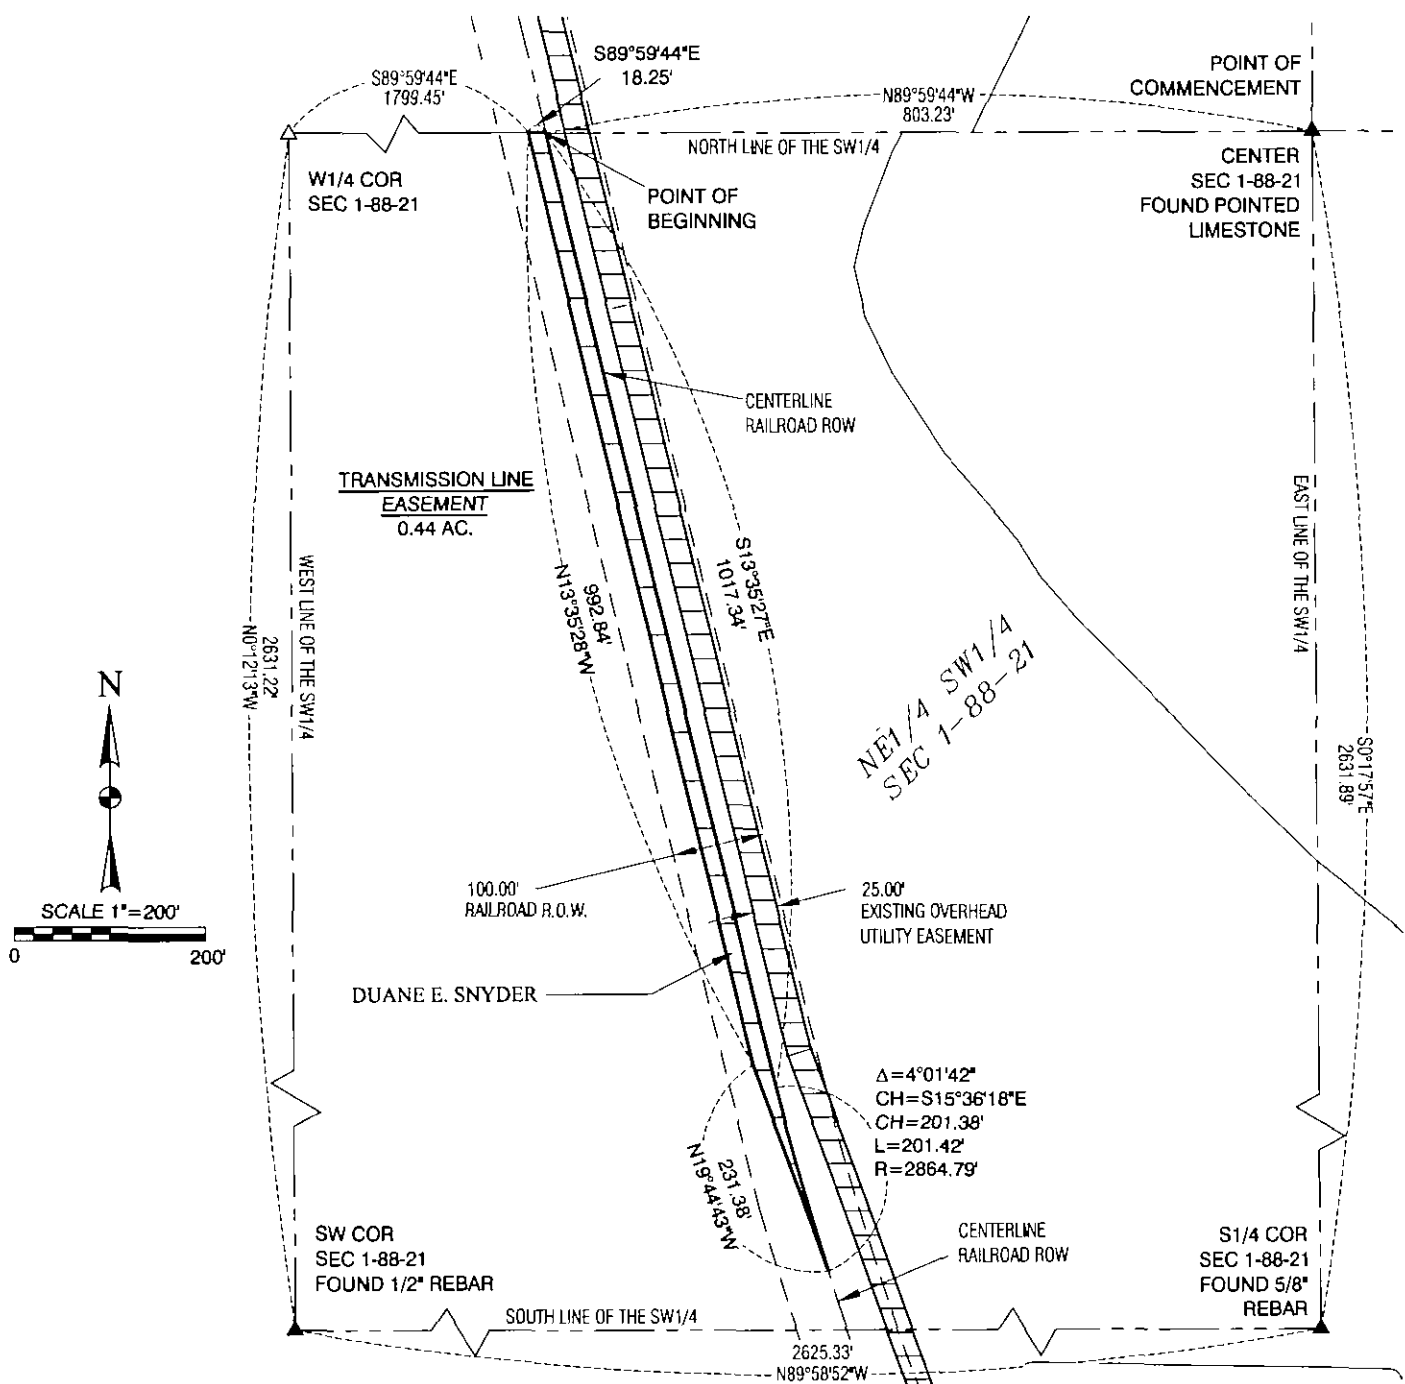 S89°59'44"E
18.25'
S89°59'44"E
1799.45'
POINT OF
COMMENCEMENT
N89°59'44"W
803.23'
NORTH LINE OF THE SW1/4
W1/4 COR
SEC 1-88-21
POINT OF
BEGINNING
CENTER
SEC 1-88-21
FOUND POINTED
LIMESTONE
CENTERLINE
RAILROAD ROW
TRANSMISSION LINE
EASEMENT
0.44 AC.
WEST LINE OF THE SW1/4
2631.22'
N0°12'13"W
992.84'
N13°35'28"W
S13°35'27"E
1017.34'
EAST LINE OF THE SW1/4
NE1/4 SW1/4
SEC 1-88-21
S0°17'57"E
2631.89'
N
SCALE 1"=200'
0
200'
100.00'
RAILROAD R.O.W.
25.00'
EXISTING OVERHEAD
UTILITY EASEMENT
DUANE E. SNYDER
Δ=4°01'42"
CH=S15°36'18"E
CH=201.38'
L=201.42'
R=2864.79'
231.38'
N19°44'43"W
CENTERLINE
RAILROAD ROW
SW COR
SEC 1-88-21
FOUND 1/2" REBAR
S1/4 COR
SEC 1-88-21
FOUND 5/8"
REBAR
SOUTH LINE OF THE SW1/4
2625.33'
N89°58'52"W